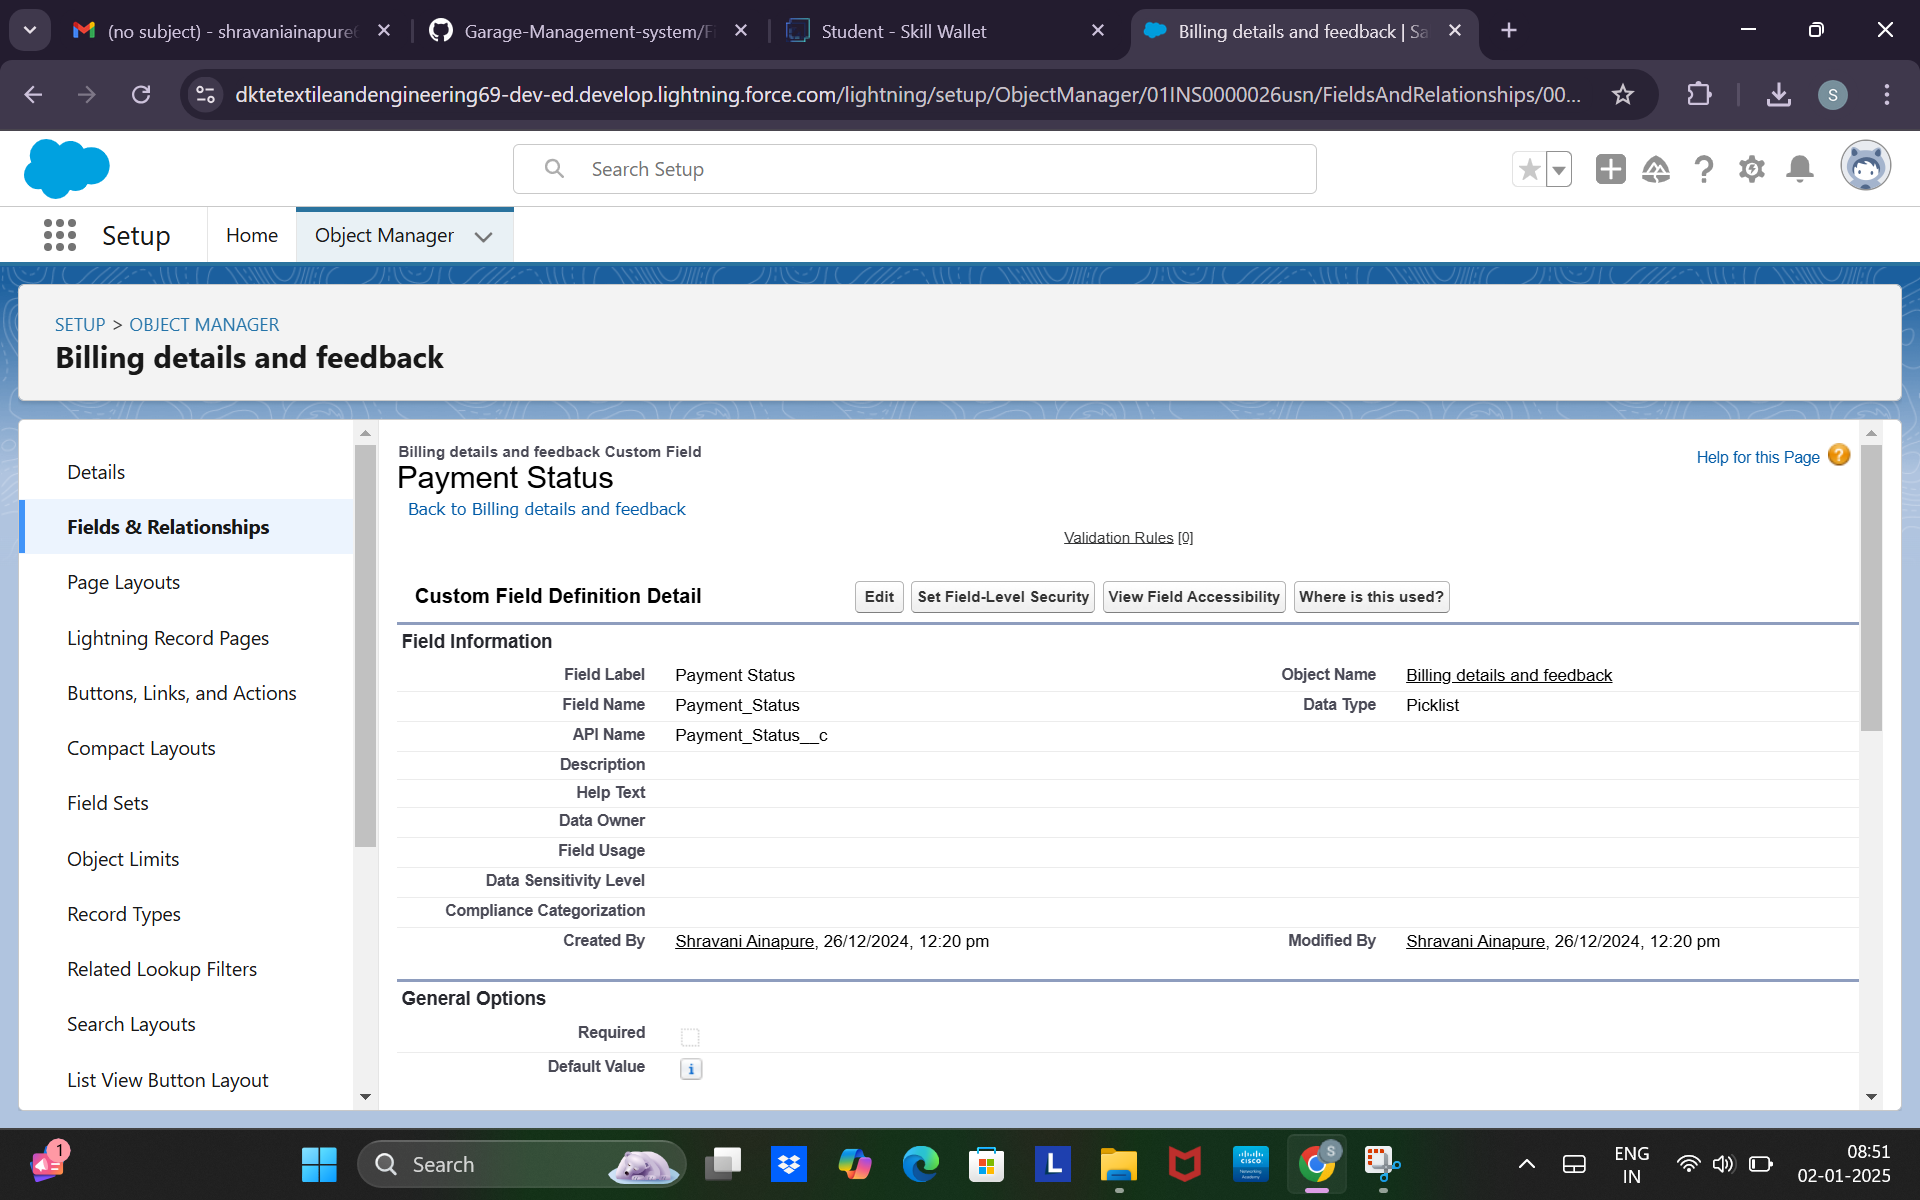 (no subject) - shravaniainapure6
Garage-Management-system/Fi
Student - Skill Wallet
Billing details and feedback | Sa
dktetextileandengineering69-dev-ed.develop.lightning.force.com/lightning/setup/ObjectManager/01INS0000026usn/FieldsAndRelationships/00...
S
Search Setup
Setup
Home
Object Manager
SETUP > OBJECT MANAGER
Billing details and feedback
Details
Fields & Relationships
Page Layouts
Lightning Record Pages
Buttons, Links, and Actions
Compact Layouts
Field Sets
Object Limits
Record Types
Related Lookup Filters
Search Layouts
List View Button Layout
Billing details and feedback Custom Field
Payment Status
Back to Billing details and feedback
Help for this Page
Validation Rules [0]
Custom Field Definition Detail
Edit
Set Field-Level Security
View Field Accessibility
Where is this used?
Field Information
Field Label Payment Status Object Name Billing details and feedback
Field Name Payment_Status Data Type Picklist
API Name Payment_Status__c
Description
Help Text
Data Owner
Field Usage
Data Sensitivity Level
Compliance Categorization
Created By Shravani Ainapure, 26/12/2024, 12:20 pm Modified By Shravani Ainapure, 26/12/2024, 12:20 pm
General Options
Required
Default Value
1
Search
L
CISCO
S
ENG
IN
08:51
02-01-2025